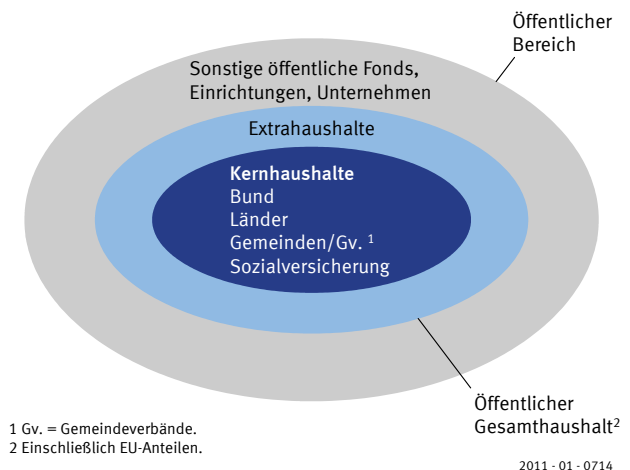 Öffentlicher
Bereich
Sonstige öffentliche Fonds,
Einrichtungen, Unternehmen
Extrahaushalte
Kernhaushalte
Bund
Länder
Gemeinden/Gv. 1
Sozialversicherung
Öffentlicher
Gesamthaushalt2
1 Gv. = Gemeindeverbände.
2 Einschließlich EU-Anteilen.
2011 - 01 - 0714